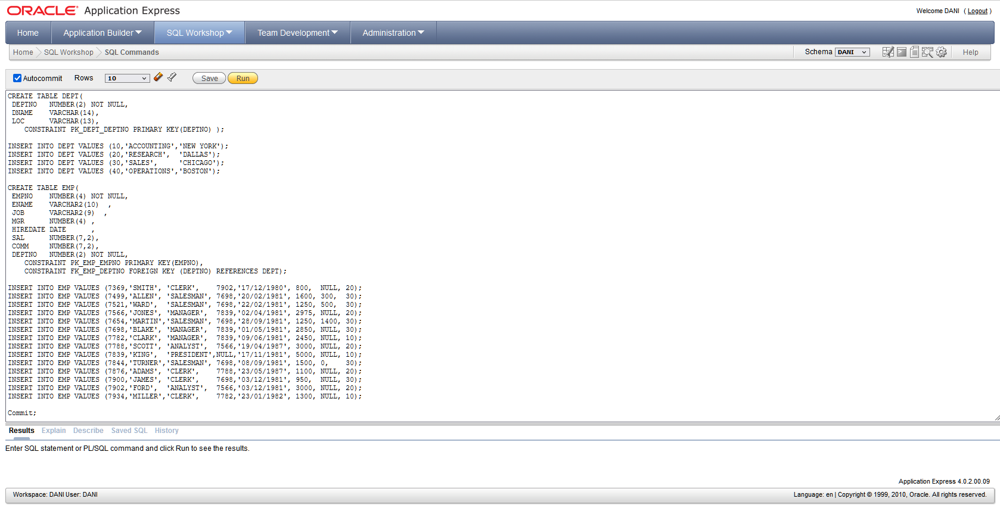 ORACLE® Application Express
Welcome DANI ( Logout )
Home Application Builder SQL Workshop Team Development Administration
Home SQL Workshop SQL Commands
Schema DANI Help
Autocommit Rows 10 Save Run
CREATE TABLE DEPT(
DEPTNO NUMBER(2) NOT NULL,
DNAME VARCHAR(14),
LOC VARCHAR(13),
CONSTRAINT PK_DEPT_DEPTNO PRIMARY KEY(DEPTNO) );
INSERT INTO DEPT VALUES (10,'ACCOUNTING','NEW YORK');
INSERT INTO DEPT VALUES (20,'RESEARCH', 'DALLAS');
INSERT INTO DEPT VALUES (30,'SALES', 'CHICAGO');
INSERT INTO DEPT VALUES (40,'OPERATIONS','BOSTON');
CREATE TABLE EMP(
EMPNO NUMBER(4) NOT NULL,
ENAME VARCHAR2(10) ,
JOB VARCHAR2(9) ,
MGR NUMBER(4) ,
HIREDATE DATE ,
SAL NUMBER(7,2),
COMM NUMBER(7,2),
DEPTNO NUMBER(2) NOT NULL,
CONSTRAINT PK_EMP_EMPNO PRIMARY KEY(EMPNO),
CONSTRAINT FK_EMP_DEPTNO FOREIGN KEY (DEPTNO) REFERENCES DEPT);
INSERT INTO EMP VALUES (7369,'SMITH', 'CLERK', 7902,'17/12/1980', 800, NULL, 20);
INSERT INTO EMP VALUES (7499,'ALLEN', 'SALESMAN', 7698,'20/02/1981', 1600, 300, 30);
INSERT INTO EMP VALUES (7521,'WARD', 'SALESMAN', 7698,'22/02/1981', 1250, 500, 30);
INSERT INTO EMP VALUES (7566,'JONES', 'MANAGER', 7839,'02/04/1981', 2975, NULL, 20);
INSERT INTO EMP VALUES (7654,'MARTIN','SALESMAN', 7698,'28/09/1981', 1250, 1400, 30);
INSERT INTO EMP VALUES (7698,'BLAKE', 'MANAGER', 7839,'01/05/1981', 2850, NULL, 30);
INSERT INTO EMP VALUES (7782,'CLARK', 'MANAGER', 7839,'09/06/1981', 2450, NULL, 10);
INSERT INTO EMP VALUES (7788,'SCOTT', 'ANALYST', 7566,'19/04/1987', 3000, NULL, 20);
INSERT INTO EMP VALUES (7839,'KING', 'PRESIDENT',NULL,'17/11/1981', 5000, NULL, 10);
INSERT INTO EMP VALUES (7844,'TURNER','SALESMAN', 7698,'08/09/1981', 1500, 0, 30);
INSERT INTO EMP VALUES (7876,'ADAMS', 'CLERK', 7788,'23/05/1987', 1100, NULL, 20);
INSERT INTO EMP VALUES (7900,'JAMES', 'CLERK', 7698,'03/12/1981', 950, NULL, 30);
INSERT INTO EMP VALUES (7902,'FORD', 'ANALYST', 7566,'03/12/1981', 3000, NULL, 20);
INSERT INTO EMP VALUES (7934,'MILLER','CLERK', 7782,'23/01/1982', 1300, NULL, 10);
Commit;
Results Explain Describe Saved SQL History
Enter SQL statement or PL/SQL command and click Run to see the results.
Application Express 4.0.2.00.09
Workspace: DANI User: DANI
Language: en | Copyright © 1999, 2010, Oracle. All rights reserved.